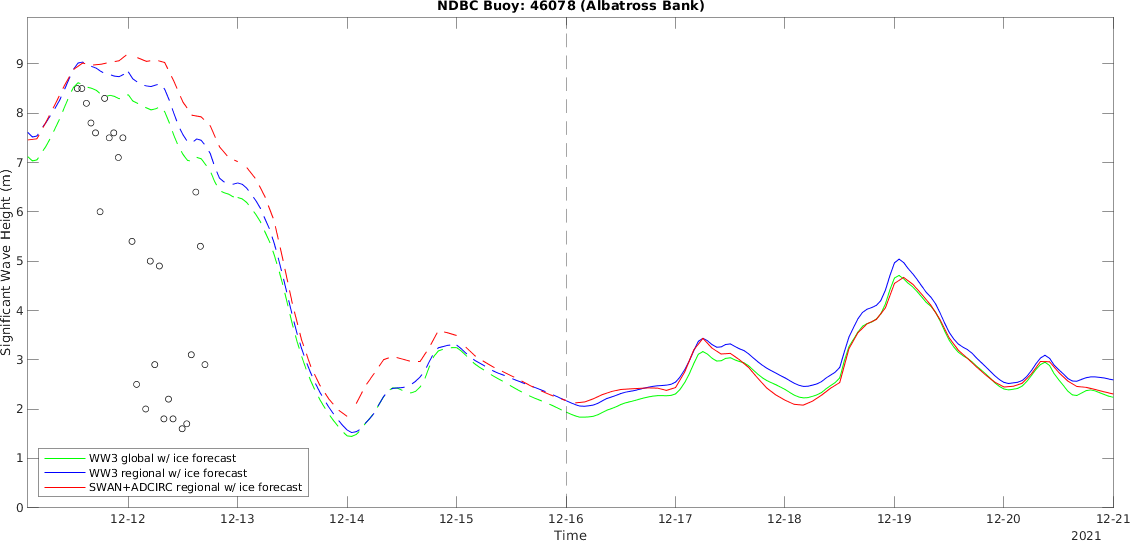 NDBC Buoy: 46078 (Albatross Bank)
Significant Wave Height (m)
9
8
7
6
5
4
3
2
1
0
WW3 global w/ ice forecast
WW3 regional w/ ice forecast
SWAN+ADCIRC regional w/ ice forecast
12-12 12-13 12-14 12-15 12-16 12-17 12-18 12-19 12-20 12-21
Time
2021